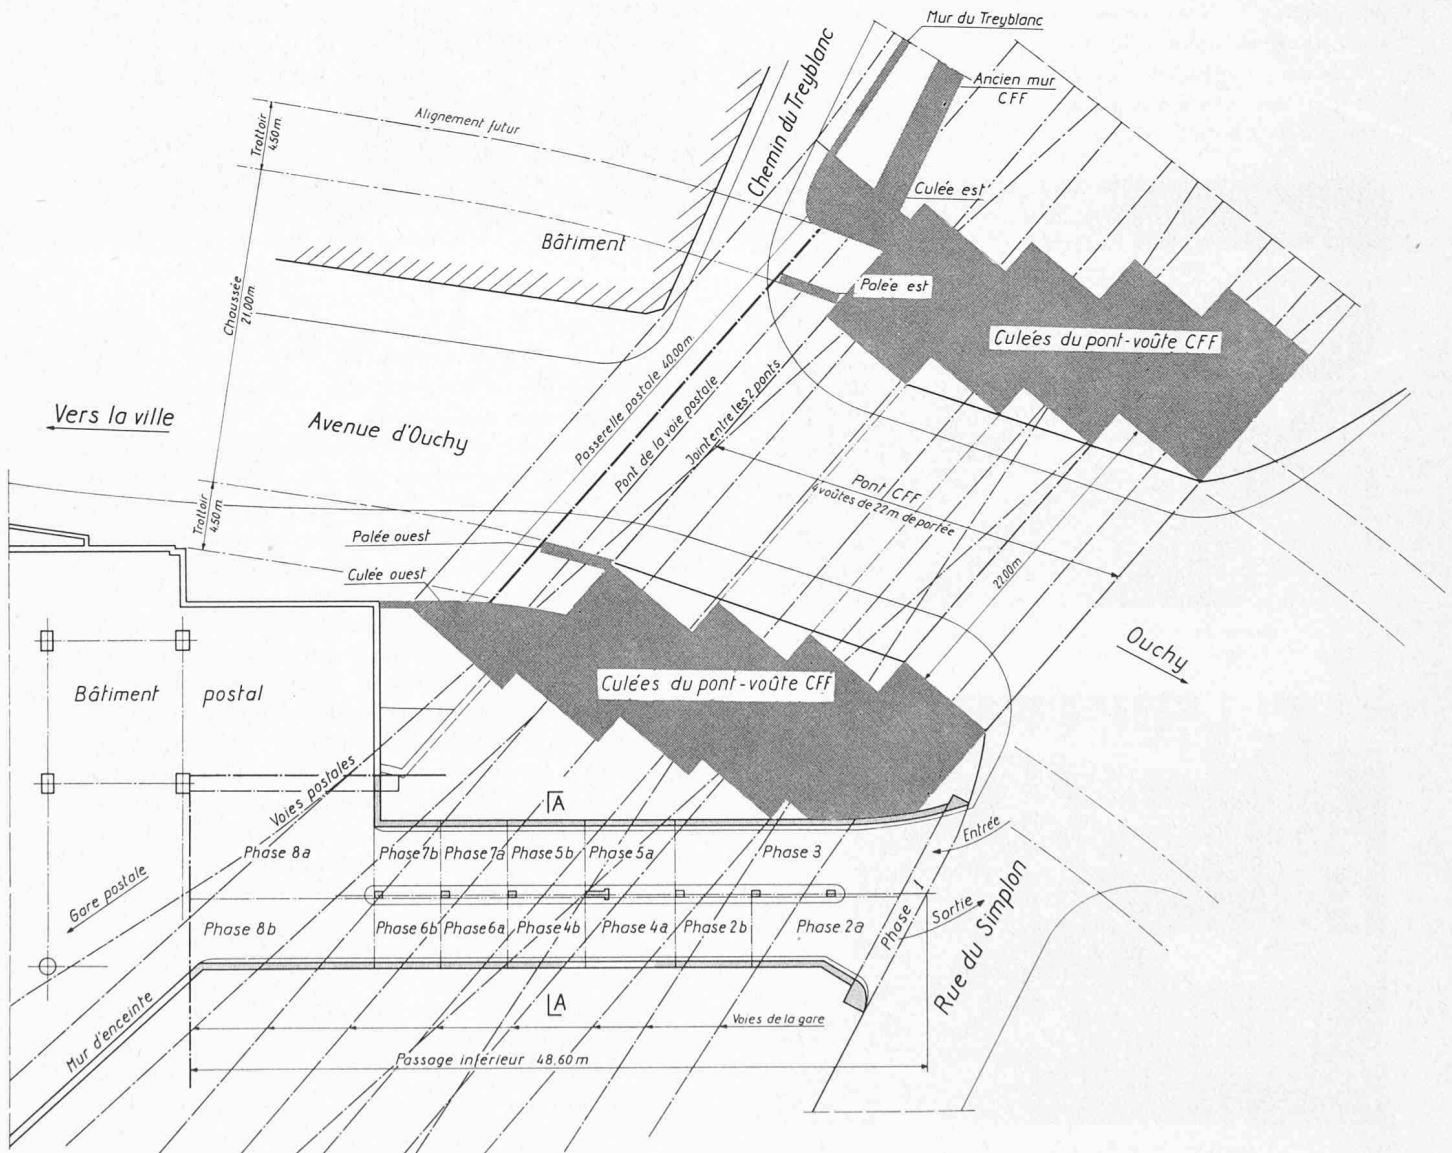 Mur du Treyblanc
Ancien mur
CFF
Chemin du Treyblanc
Trottoir
4.50m
Alignement futur
Culée est
Bâtiment
Palée est
Chaussée
21,00m
Culées du pont-voûte CFF
Passerelle postale 40,00m
Pont de la voie postale
Joint entre les 2 ponts
Vers la ville
Avenue d'Ouchy
Pont CFF
4 voûtes de 22m de portée
Trottoir
4.50m
Palée ouest
Culée ouest
22.00m
Ouchy
Bâtiment postal
Culées du pont-voûte CFF
Voies postales
A
Entrée
Phase 8a
Phase 7b
Phase 7a
Phase 5b
Phase 5a
Phase 3
Gare postale
Phase 8b
Phase 6b
Phase 6a
Phase 4b
Phase 4a
Phase 2b
Phase 2a
Phase 1
Sortie
Rue du Simplon
A
Mur d'enceinte
Voies de la gare
Passage inférieur 48,60m